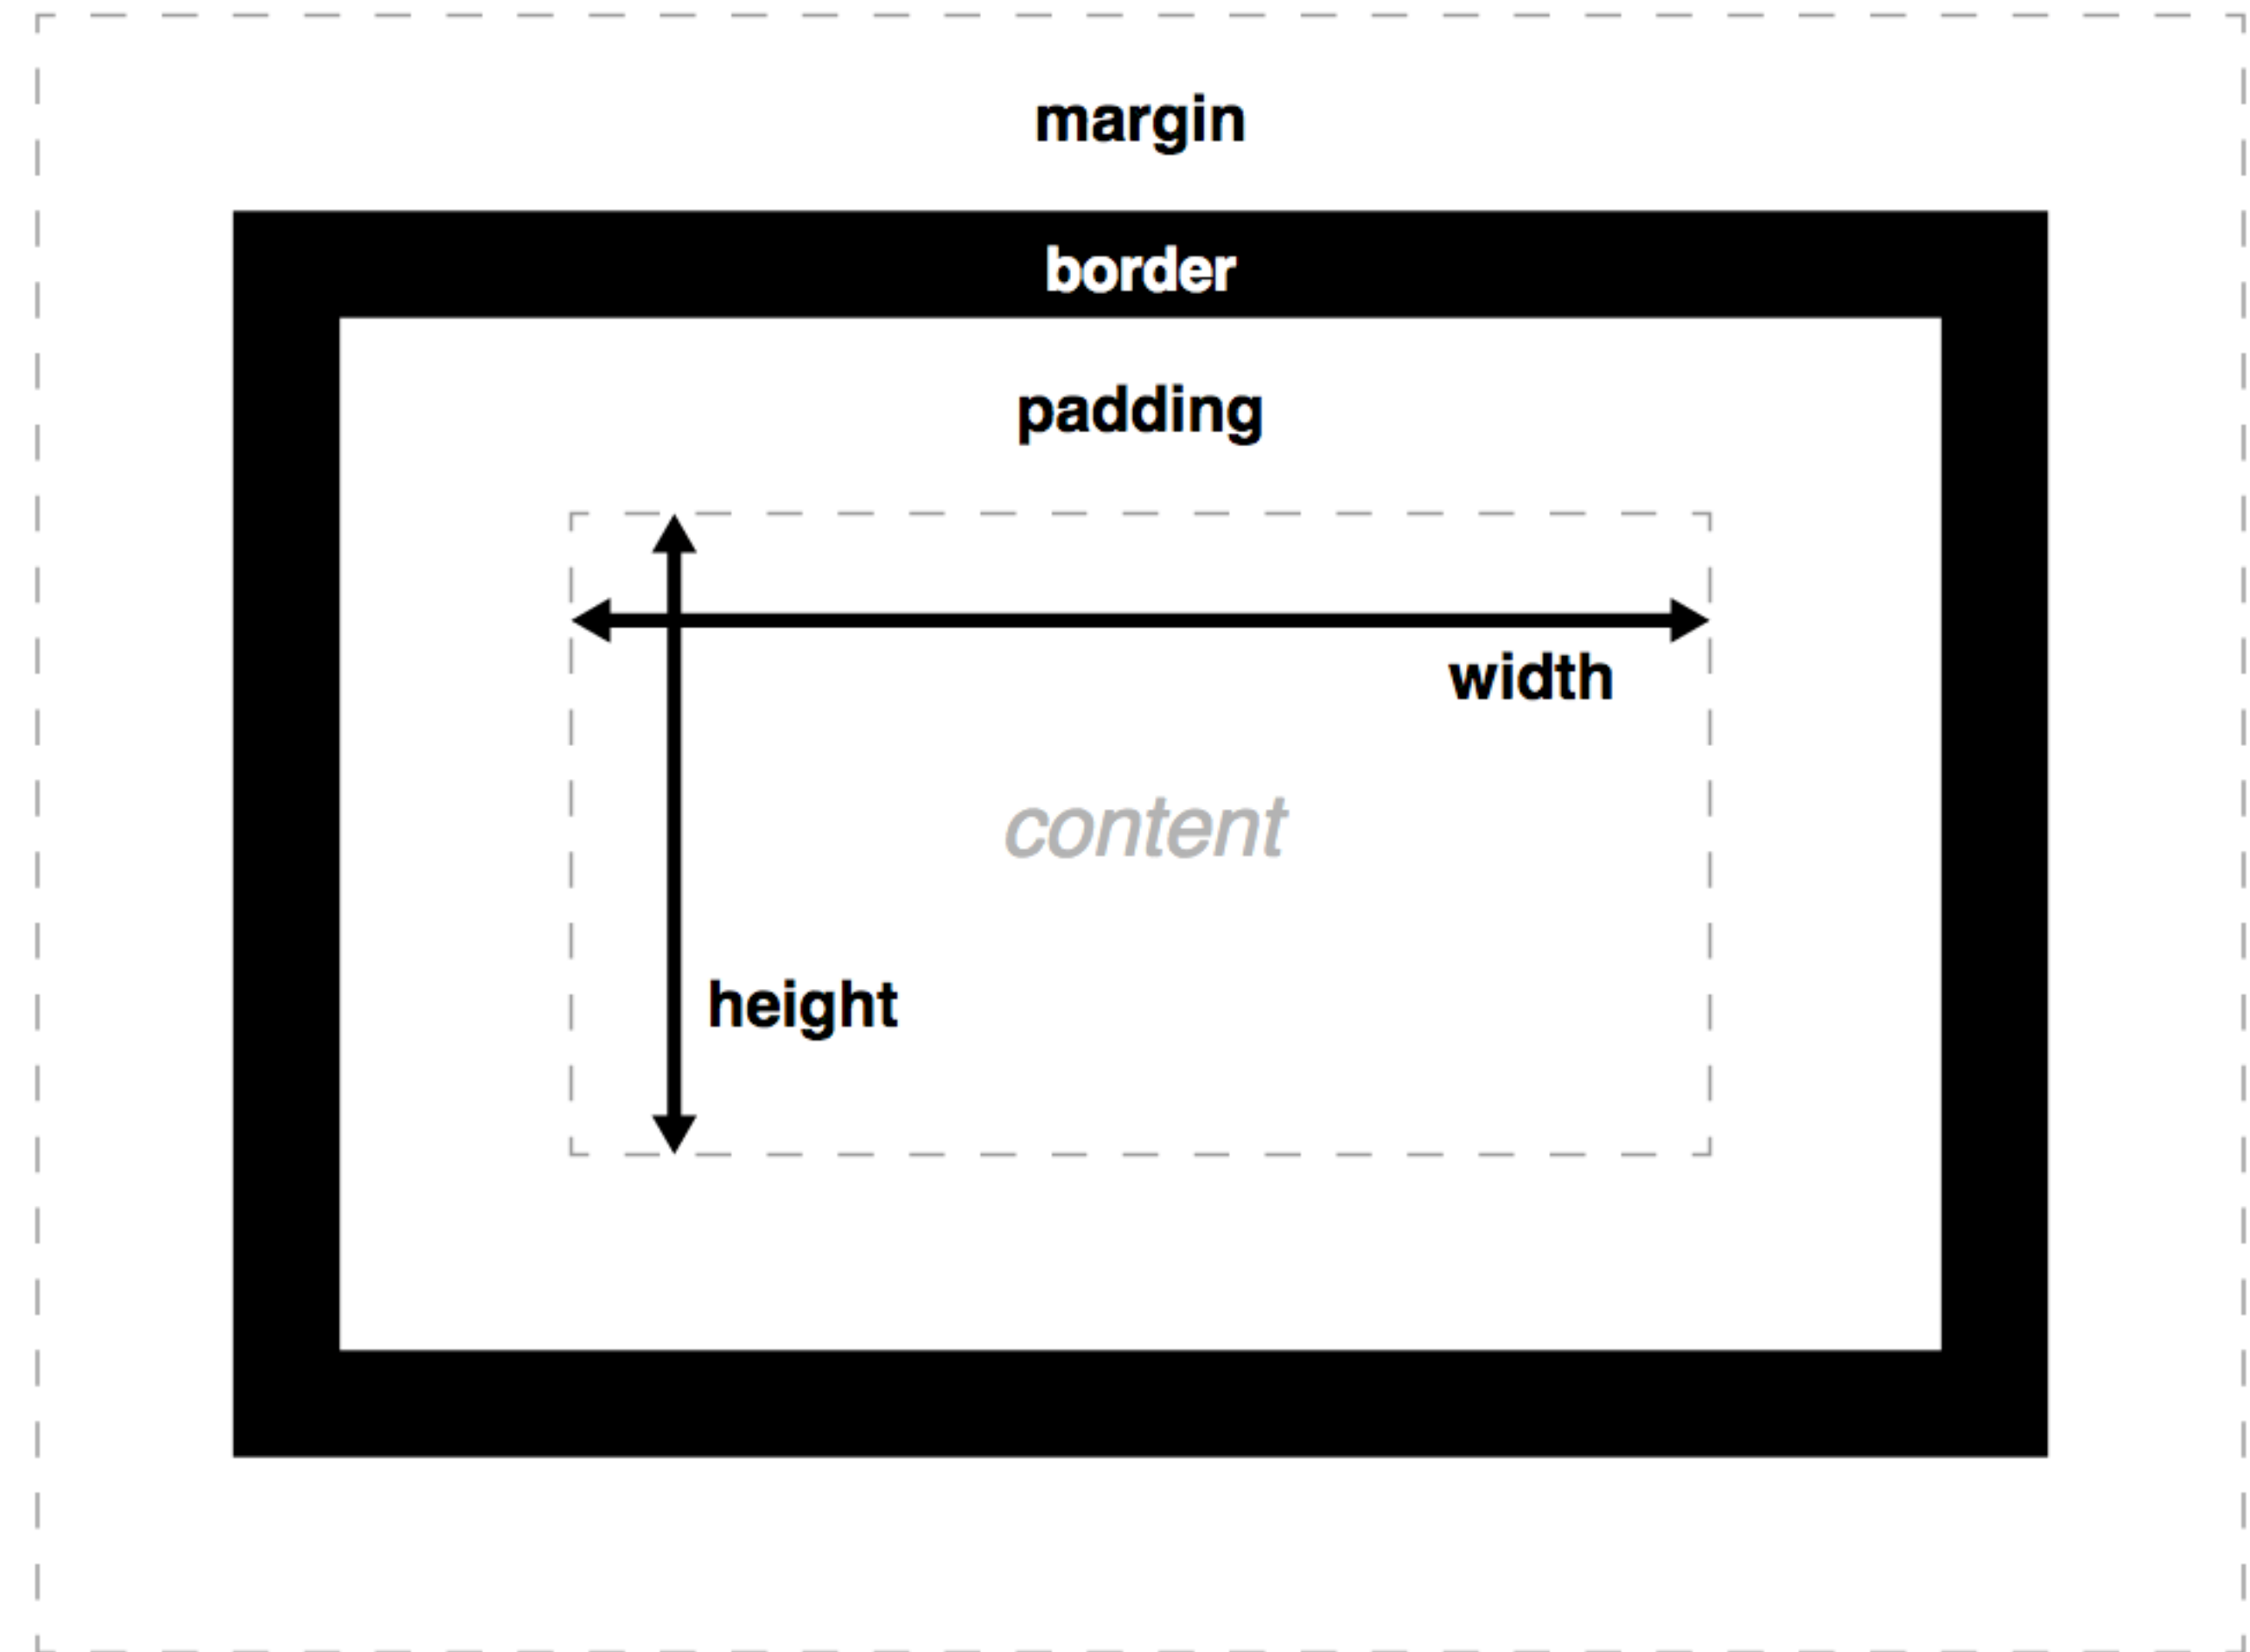 margin
border
padding
width
content
height